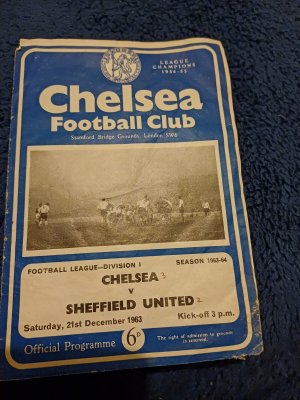 LEAGUE
CHAMPIONS
1954-55
Chelsea
Football Club
Stamford Bridge Grounds, London SW6
FOOTBALL LEAGUE—DIVISION I
SEASON 1963-64
CHELSEA 3
V
SHEFFIELD UNITED 2
Saturday, 21st December 1963
Kick-off 3 p.m.
Official Programme
6D
The right of admission to grounds
is reserved.